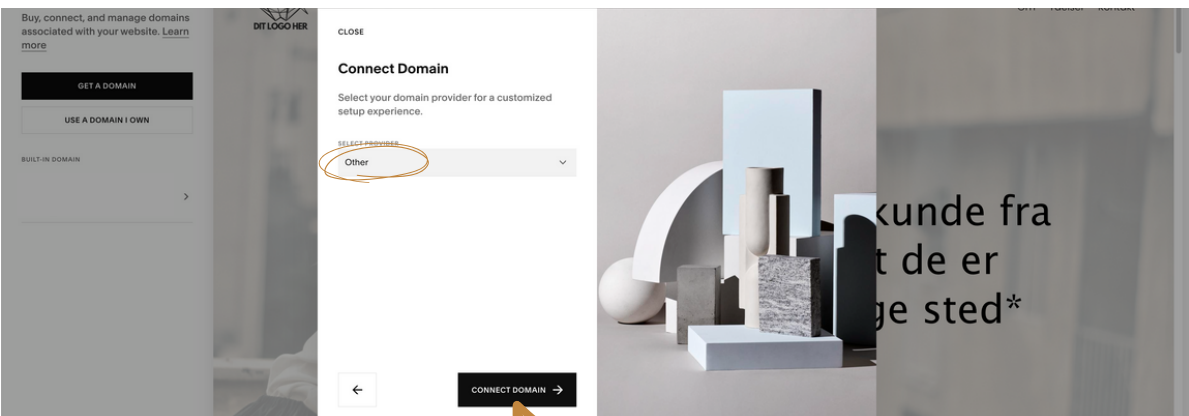 Buy, connect, and manage domains
associated with your website. Learn
more
GET A DOMAIN
USE A DOMAIN I OWN
BUILT-IN DOMAIN
DIT LOGO HER
CLOSE
Connect Domain
Select your domain provider for a customized
setup experience.
SELECT PROVIDER
Other
CONNECT DOMAIN
kunde fra
t de er
ge sted*